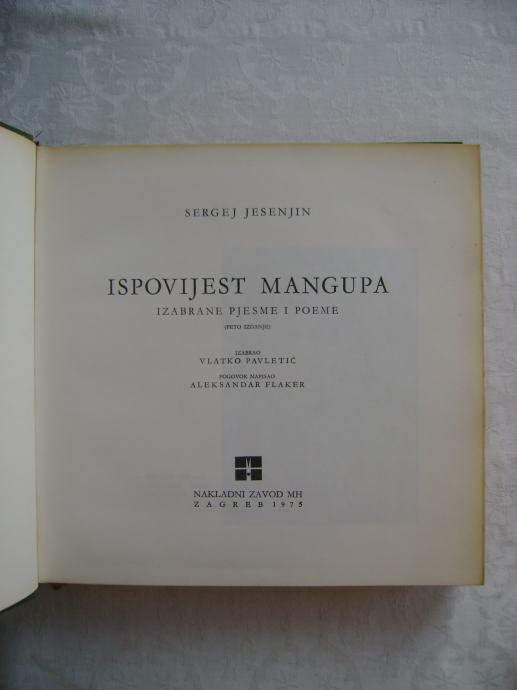 SERGEJ JESENJIN
ISPOVIJEST MANGUPA
IZABRANE PJESME I POEME
(PETO IZDANJE)
IZABRAO
VLATKO PAVLETIĆ
POGOVOR NAPISAO
ALEKSANDAR FLAKER
NAKLADNI ZAVOD MH
ZAGREB 1975